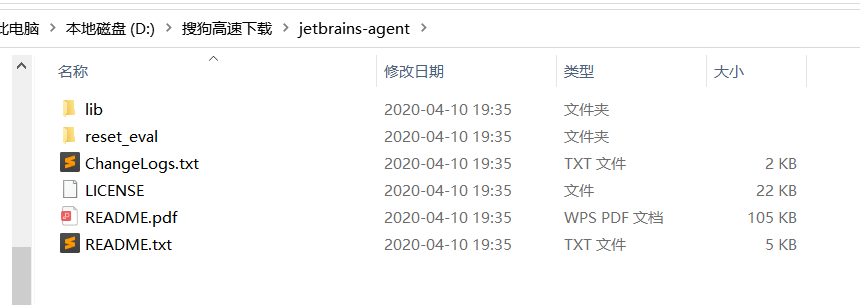 此电脑 本地磁盘 (D:) 搜狗高速下载 jetbrains-agent
名称 修改日期 类型 大小
lib 2020-04-10 19:35 文件夹
reset_eval 2020-04-10 19:35 文件夹
ChangeLogs.txt 2020-04-10 19:35 TXT 文件 2 KB
LICENSE 2020-04-10 19:35 文件 22 KB
README.pdf 2020-04-10 19:35 WPS PDF 文档 105 KB
README.txt 2020-04-10 19:35 TXT 文件 5 KB